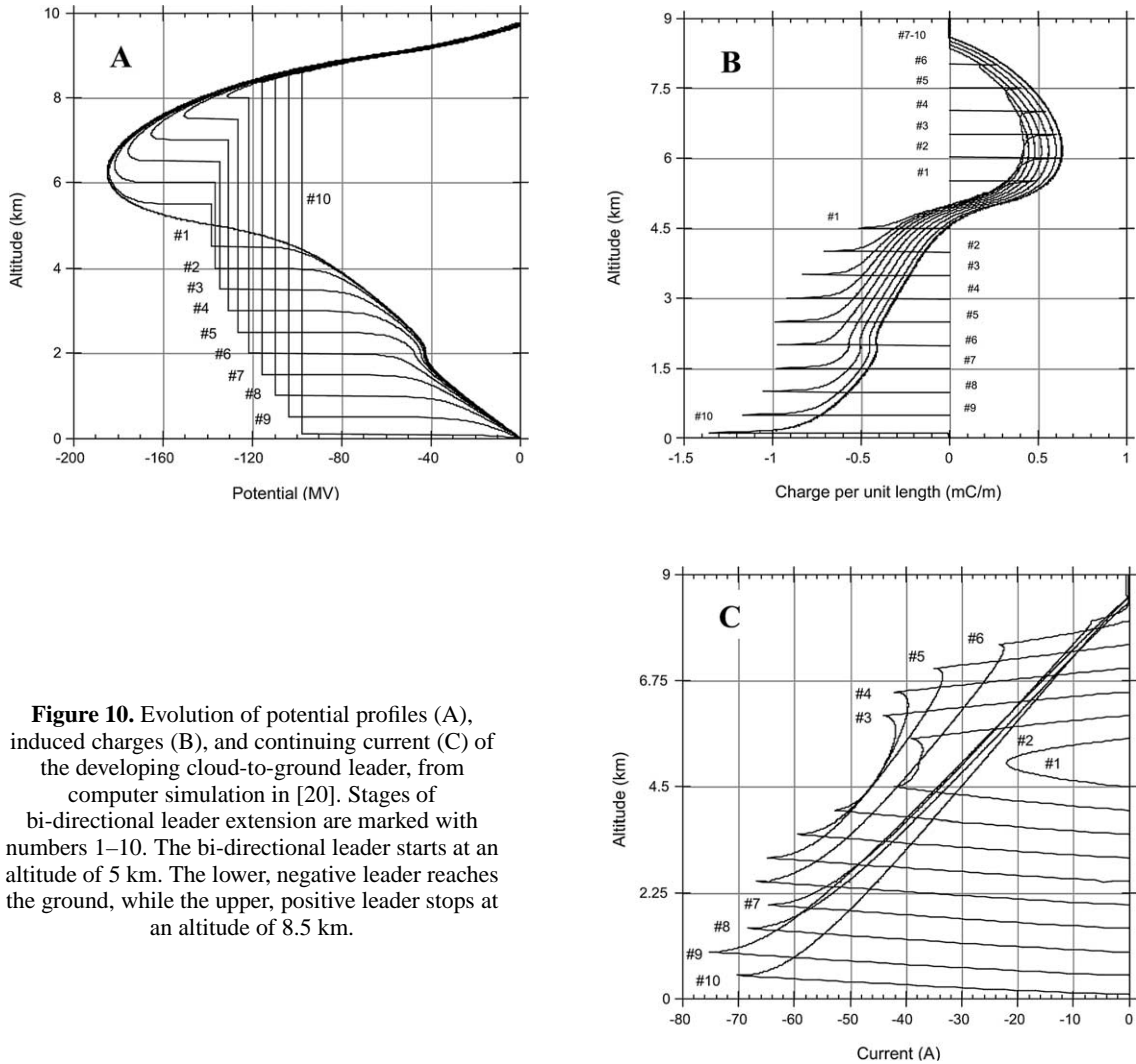 A
10
8
6
4
2
0
Altitude (km)
#1
#2
#3
#4
#5
#6
#7
#8
#9
#10
-200 -160 -120 -80 -40 0
Potential (MV)
B
9
7.5
6
4.5
3
1.5
0
Altitude (km)
#7-10
#6
#5
#4
#3
#2
#1
#1
#2
#3
#4
#5
#6
#7
#8
#9
#10
-1.5 -1 -0.5 0 0.5 1
Charge per unit length (mC/m)
Figure 10. Evolution of potential profiles (A),
induced charges (B), and continuing current (C) of
the developing cloud-to-ground leader, from
computer simulation in [20]. Stages of
bi-directional leader extension are marked with
numbers 1–10. The bi-directional leader starts at an
altitude of 5 km. The lower, negative leader reaches
the ground, while the upper, positive leader stops at
an altitude of 8.5 km.
C
9
6.75
4.5
2.25
0
Altitude (km)
#6
#5
#4
#3
#2
#1
#7
#8
#9
#10
-80 -70 -60 -50 -40 -30 -20 -10 0
Current (A)